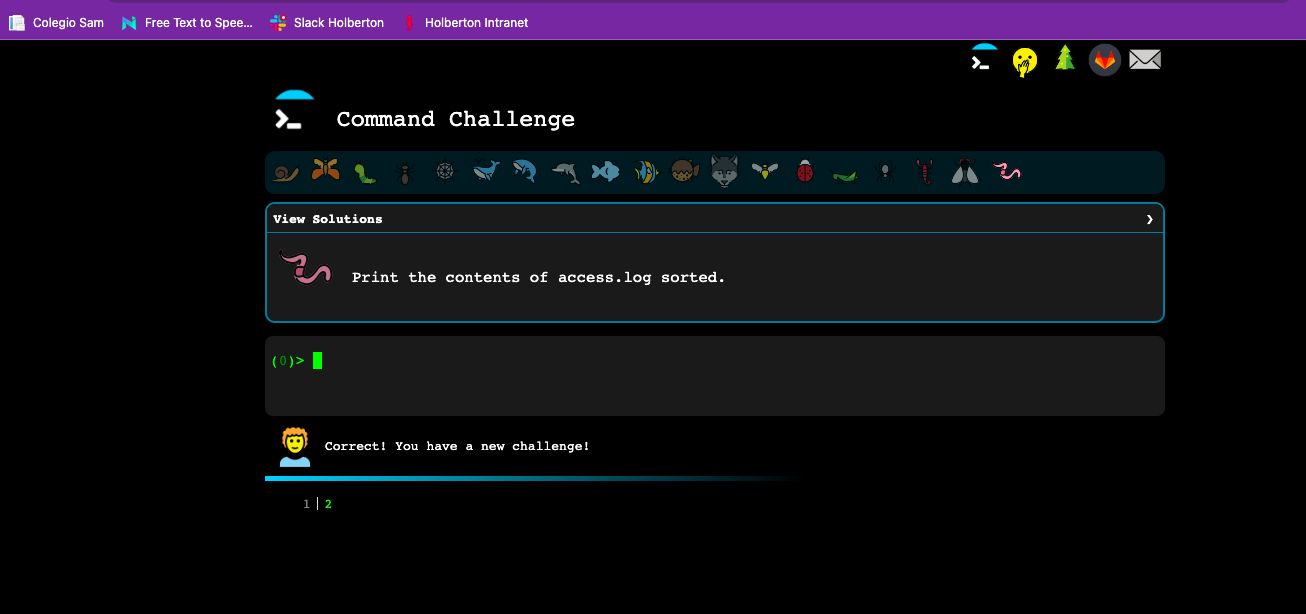 Colegio Sam Free Text to Spee... Slack Holberton Holberton Intranet
Command Challenge
View Solutions ❯
Print the contents of access.log sorted.
(0)>
Correct! You have a new challenge!
1 | 2